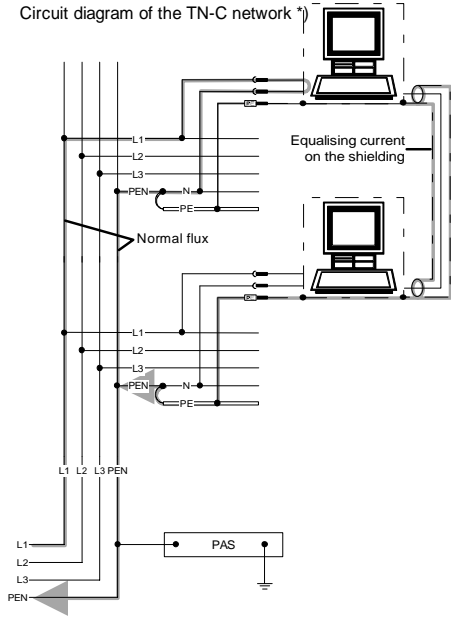 Circuit diagram of the TN-C network *)
L1
L2
L3
PEN N
PE
Equalising current
on the shielding
Normal flux
L1
L2
L3
PEN N
PE
L1 L2 L3 PEN
L1
L2
L3
PEN
PAS